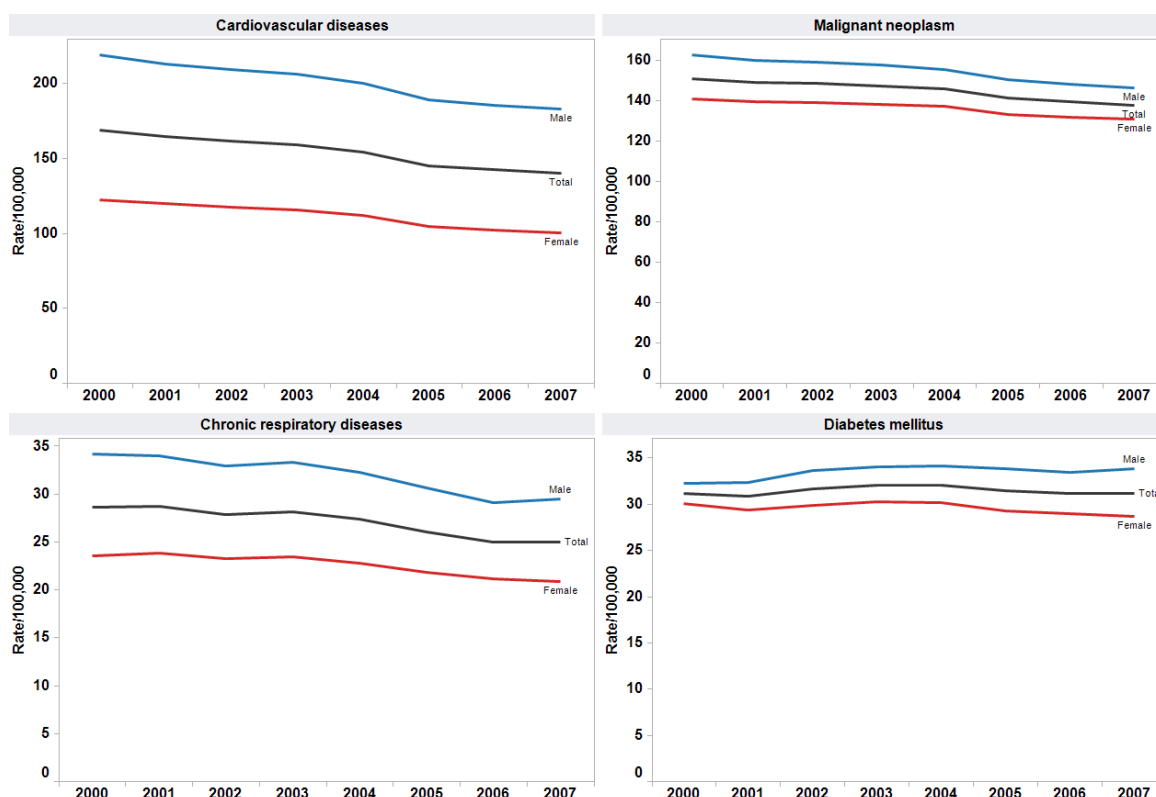 Cardiovascular diseases
Rate/100,000
200
150
100
50
0
Male
Total
Female
2000 2001 2002 2003 2004 2005 2006 2007
Malignant neoplasm
Rate/100,000
160
140
120
100
80
60
40
20
0
Male
Total
Female
2000 2001 2002 2003 2004 2005 2006 2007
Chronic respiratory diseases
Rate/100,000
35
30
25
20
15
10
5
0
Male
Total
Female
2000 2001 2002 2003 2004 2005 2006 2007
Diabetes mellitus
Rate/100,000
35
30
25
20
15
10
5
0
Male
Total
Female
2000 2001 2002 2003 2004 2005 2006 2007